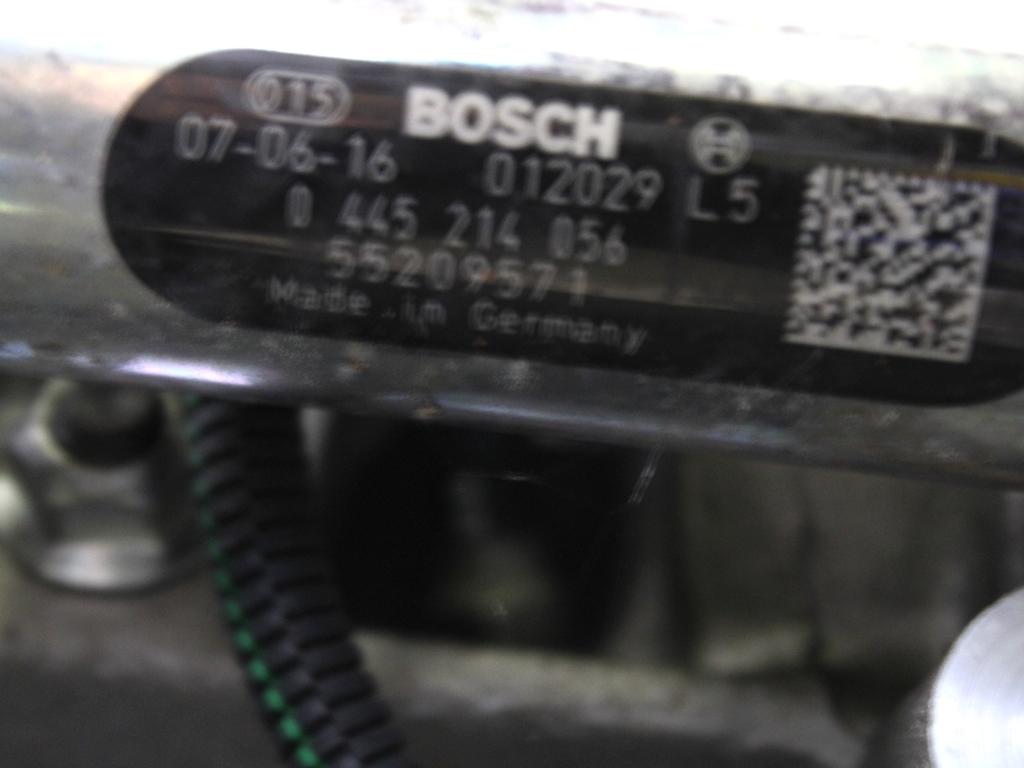 015 BOSCH
07-06-16 012029 L5
0 445 214 056
55209571
Made in Germany